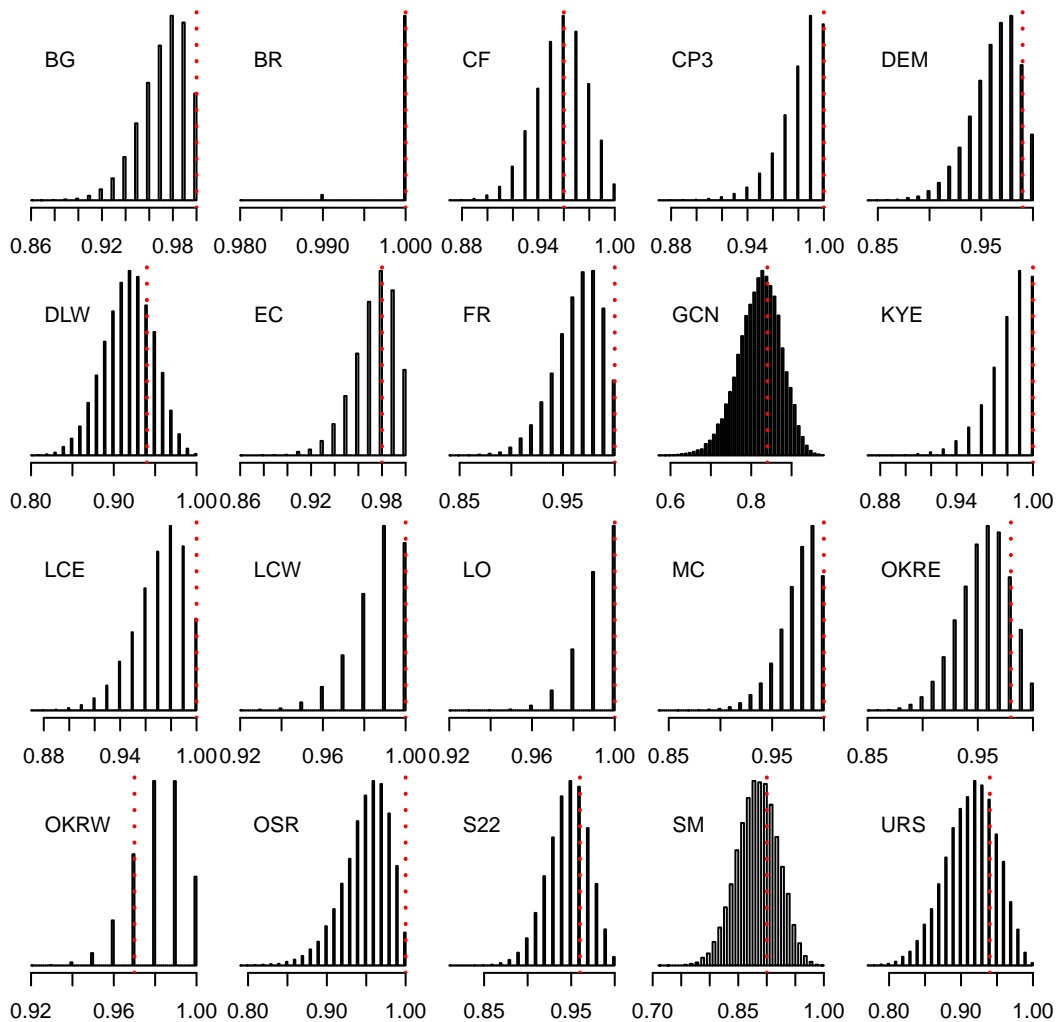 BG BR CF CP3 DEM
0.86 0.92 0.98 0.980 0.990 1.000 0.88 0.94 1.00 0.88 0.94 1.00 0.85 0.95
DLW EC FR GCN KYE
0.80 0.90 1.00 0.86 0.92 0.98 0.85 0.95 0.6 0.8 0.88 0.94 1.00
LCE LCW LO MC OKRE
0.88 0.94 1.00 0.92 0.96 1.00 0.92 0.96 1.00 0.85 0.95 0.85 0.95
OKRW OSR S22 SM URS
0.92 0.96 1.00 0.80 0.90 1.00 0.85 0.95 0.70 0.85 1.00 0.80 0.90 1.00